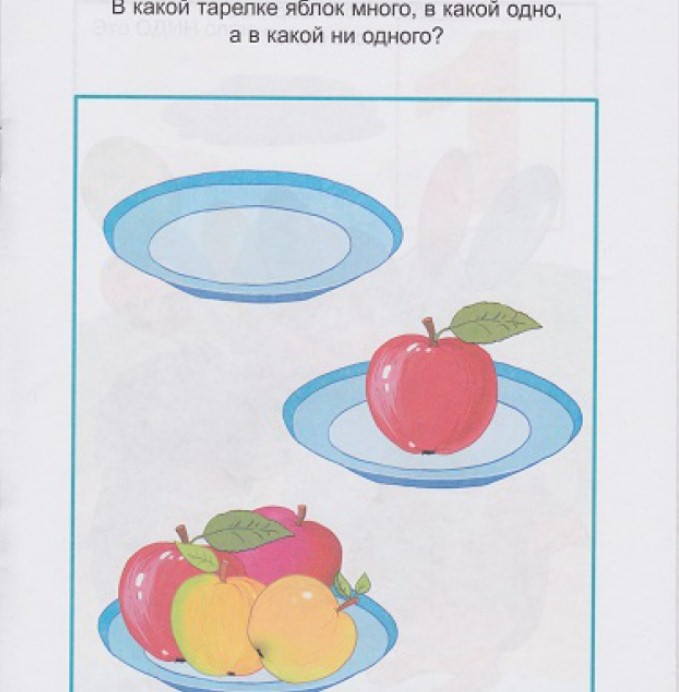 В какой тарелке яблок много, в какой одно,
а в какой ни одного?